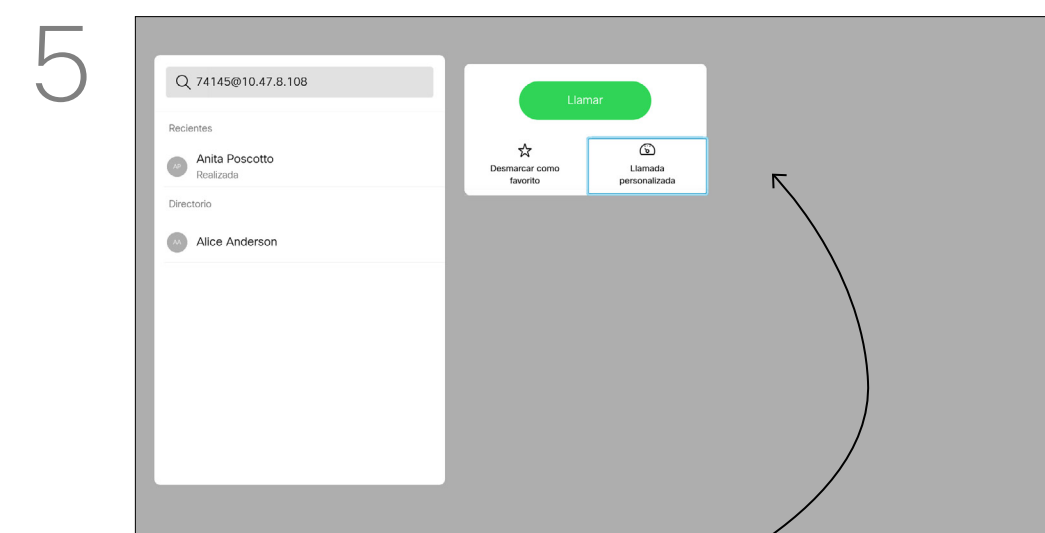 5
74145@10.47.8.108
Llamar
Recientes
Anita Poscotto
Realizada
Desmarcar como
favorito
Llamada
personalizada
Directorio
AA
Alice Anderson